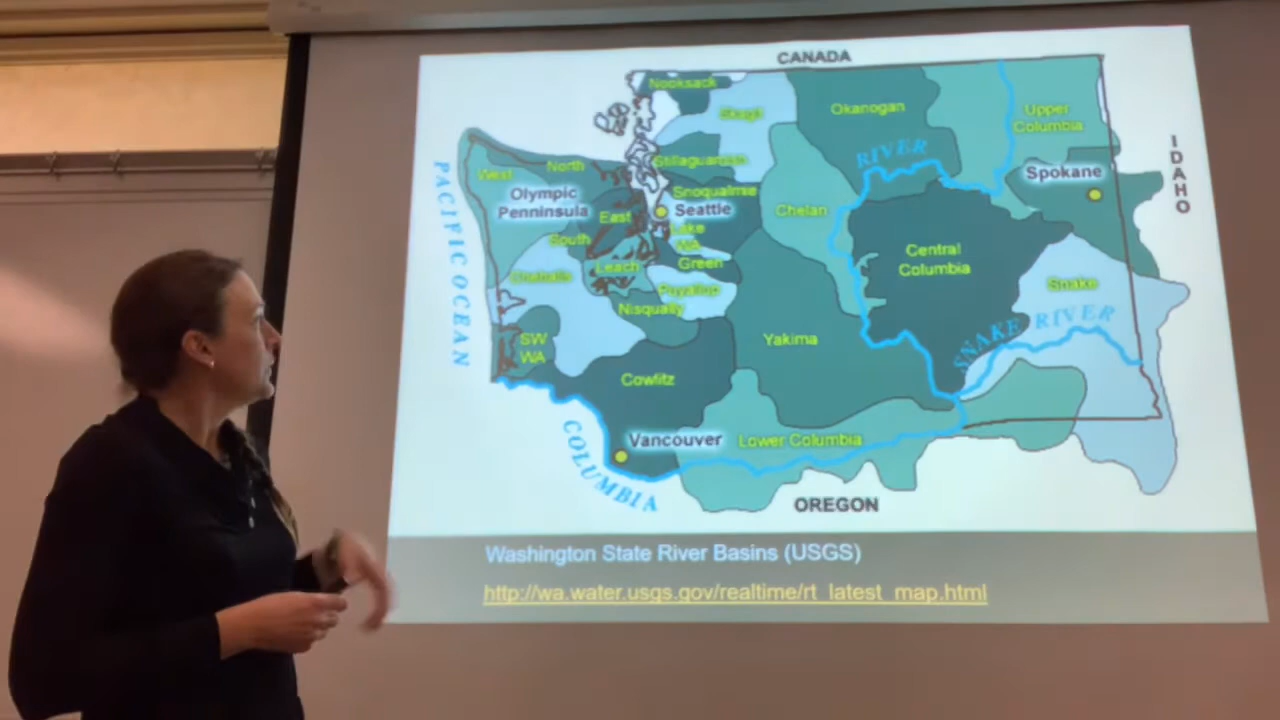 CANADA
Nooksack
Skagit
Okanogan
Upper
Columbia
IDAHO
RIVER
Stillaguamish
North
West
Spokane
Olympic
Penninsula
Snoqualmie
Seattle
East
Chelan
Lake
WA
South
Central
Columbia
Green
Leach
Chehalis
Snake
Puyallup
Nisqually
PACIFIC OCEAN
SNAKE RIVER
SW
WA
Yakima
Cowlitz
Vancouver
Lower Columbia
COLUMBIA
OREGON
Washington State River Basins (USGS)
http://wa.water.usgs.gov/realtime/rt_latest_map.html